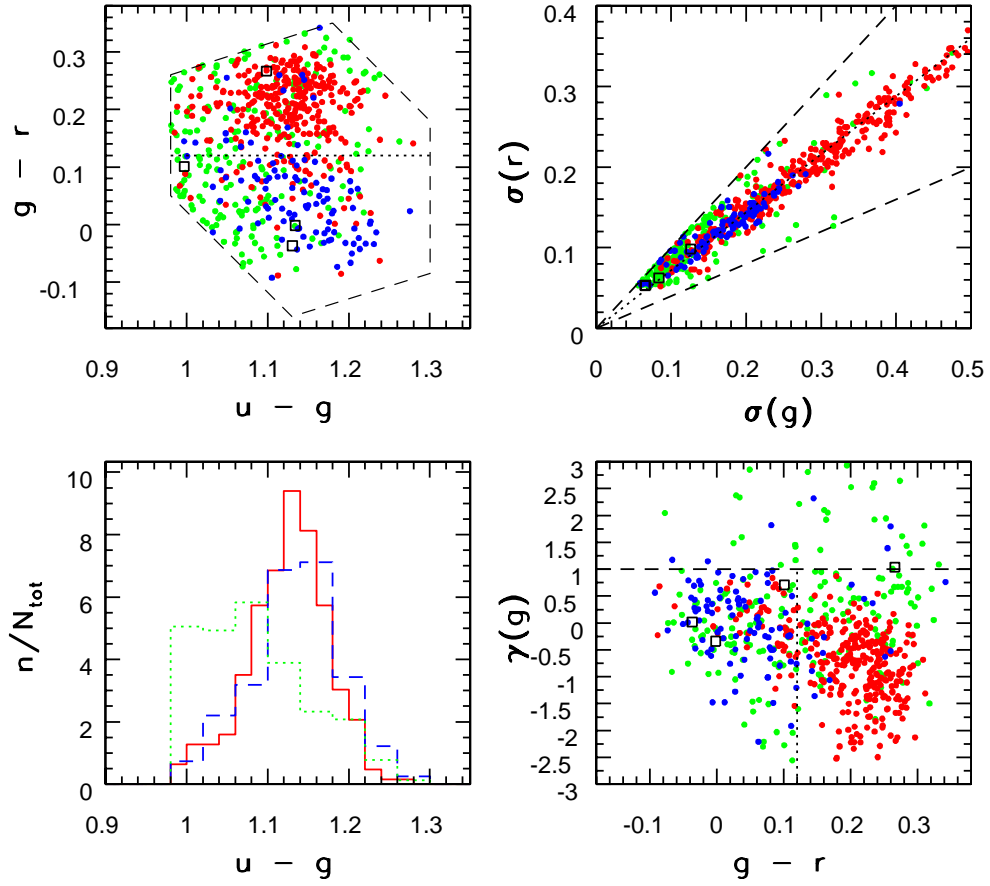 0.3
0.2
0.1
0
-0.1
g - r
0.9 1 1.1 1.2 1.3
u - g
0.4
0.3
0.2
0.1
0
σ(r)
0 0.1 0.2 0.3 0.4 0.5
σ(g)
10
8
6
4
2
0
n/N_tot
0.9 1 1.1 1.2 1.3
u - g
3
2.5
2
1.5
1
0.5
0
-0.5
-1
-1.5
-2
-2.5
-3
γ(g)
-0.1 0 0.1 0.2 0.3
g - r